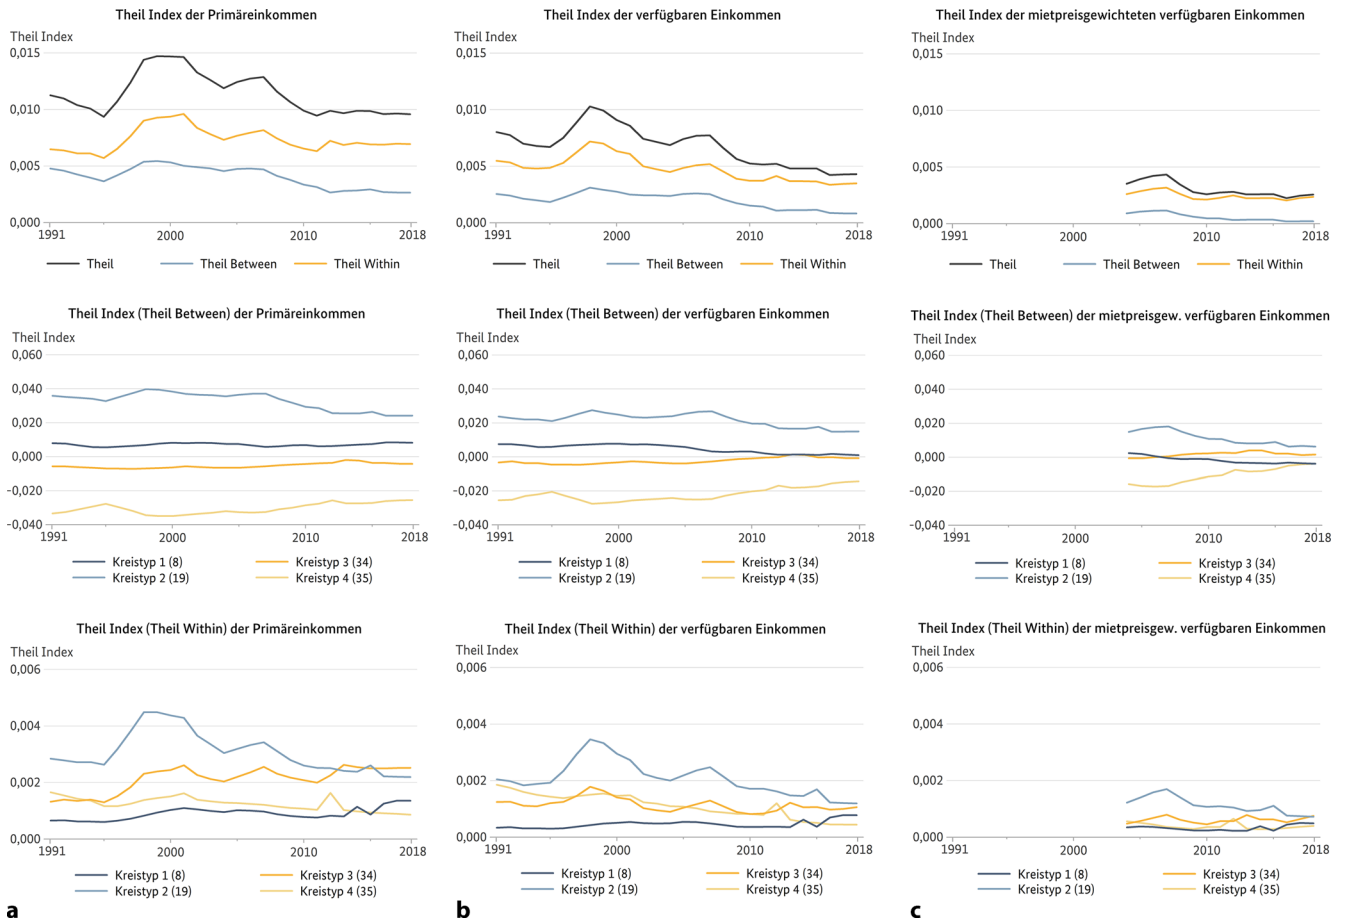 Theil Index der Primäreinkommen
Theil Index
0,015
0,010
0,005
0,000
1991 2000 2010 2018
Theil Theil Between Theil Within
Theil Index der verfügbaren Einkommen
Theil Index
0,015
0,010
0,005
0,000
1991 2000 2010 2018
Theil Theil Between Theil Within
Theil Index der mietpreisgewichteten verfügbaren Einkommen
Theil Index
0,015
0,010
0,005
0,000
1991 2000 2010 2018
Theil Theil Between Theil Within
Theil Index (Theil Between) der Primäreinkommen
Theil Index
0,060
0,040
0,020
0,000
-0,020
-0,040
1991 2000 2010 2018
Kreistyp 1 (8) Kreistyp 3 (34)
Kreistyp 2 (19) Kreistyp 4 (35)
Theil Index (Theil Between) der verfügbaren Einkommen
Theil Index
0,060
0,040
0,020
0,000
-0,020
-0,040
1991 2000 2010 2018
Kreistyp 1 (8) Kreistyp 3 (34)
Kreistyp 2 (19) Kreistyp 4 (35)
Theil Index (Theil Between) der mietpreisgew. verfügbaren Einkommen
Theil Index
0,060
0,040
0,020
0,000
-0,020
-0,040
1991 2000 2010 2018
Kreistyp 1 (8) Kreistyp 3 (34)
Kreistyp 2 (19) Kreistyp 4 (35)
Theil Index (Theil Within) der Primäreinkommen
Theil Index
0,006
0,004
0,002
0,000
1991 2000 2010 2018
Kreistyp 1 (8) Kreistyp 3 (34)
Kreistyp 2 (19) Kreistyp 4 (35)
a
Theil Index (Theil Within) der verfügbaren Einkommen
Theil Index
0,006
0,004
0,002
0,000
1991 2000 2010 2018
Kreistyp 1 (8) Kreistyp 3 (34)
Kreistyp 2 (19) Kreistyp 4 (35)
b
Theil Index (Theil Within) der mietpreisgew. verfügbaren Einkommen
Theil Index
0,006
0,004
0,002
0,000
1991 2000 2010 2018
Kreistyp 1 (8) Kreistyp 3 (34)
Kreistyp 2 (19) Kreistyp 4 (35)
c